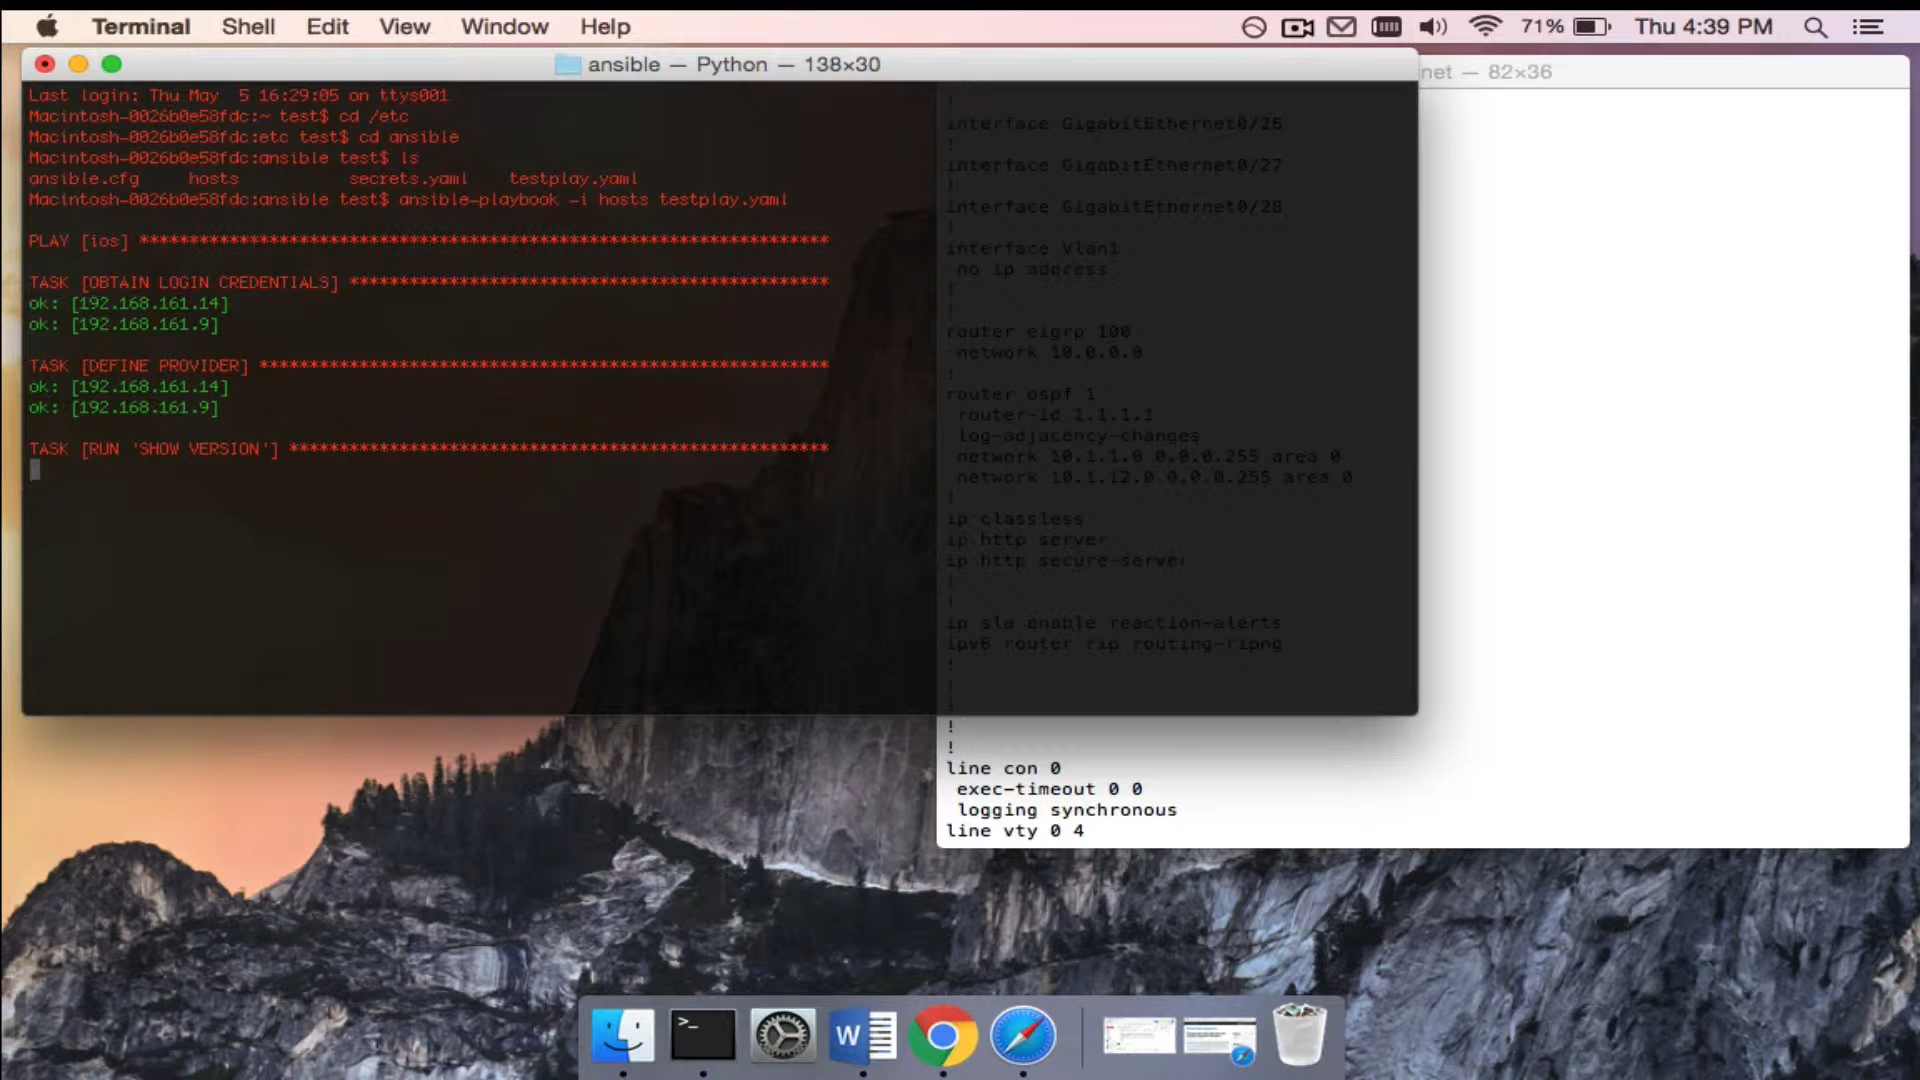 Terminal Shell Edit View Window Help 71% Thu 4:39 PM
ansible — Python — 138×30
net — 82×36
Last login: Thu May  5 16:29:05 on ttys001
Macintosh-0026b0e58fdc:~ test$ cd /etc
Macintosh-0026b0e58fdc:etc test$ cd ansible
Macintosh-0026b0e58fdc:ansible test$ ls
ansible.cfg hosts secrets.yaml testplay.yaml
Macintosh-0026b0e58fdc:ansible test$ ansible-playbook -i hosts testplay.yaml
PLAY [ios] *********************************************************************
TASK [OBTAIN LOGIN CREDENTIALS] ************************************************
ok: [192.168.161.14]
ok: [192.168.161.9]
TASK [DEFINE PROVIDER] *********************************************************
ok: [192.168.161.14]
ok: [192.168.161.9]
TASK [RUN 'SHOW VERSION'] ******************************************************
!
interface GigabitEthernet0/26
!
interface GigabitEthernet0/27
!
interface GigabitEthernet0/28
!
interface Vlan1
no ip address
!
!
router eigrp 100
network 10.0.0.0
!
router ospf 1
router-id 1.1.1.1
log-adjacency-changes
network 10.1.1.0 0.0.0.255 area 0
network 10.1.12.0 0.0.0.255 area 0
!
ip classless
ip http server
ip http secure-server
!
!
ip sla enable reaction-alerts
ipv6 router rip routing-ripng
!
!
!
!
!
line con 0
exec-timeout 0 0
logging synchronous
line vty 0 4
>_
W